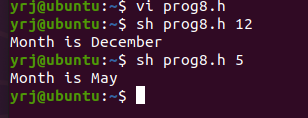 yrj@ubuntu:~$ vi prog8.h
yrj@ubuntu:~$ sh prog8.h 12
Month is December
yrj@ubuntu:~$ sh prog8.h 5
Month is May
yrj@ubuntu:~$